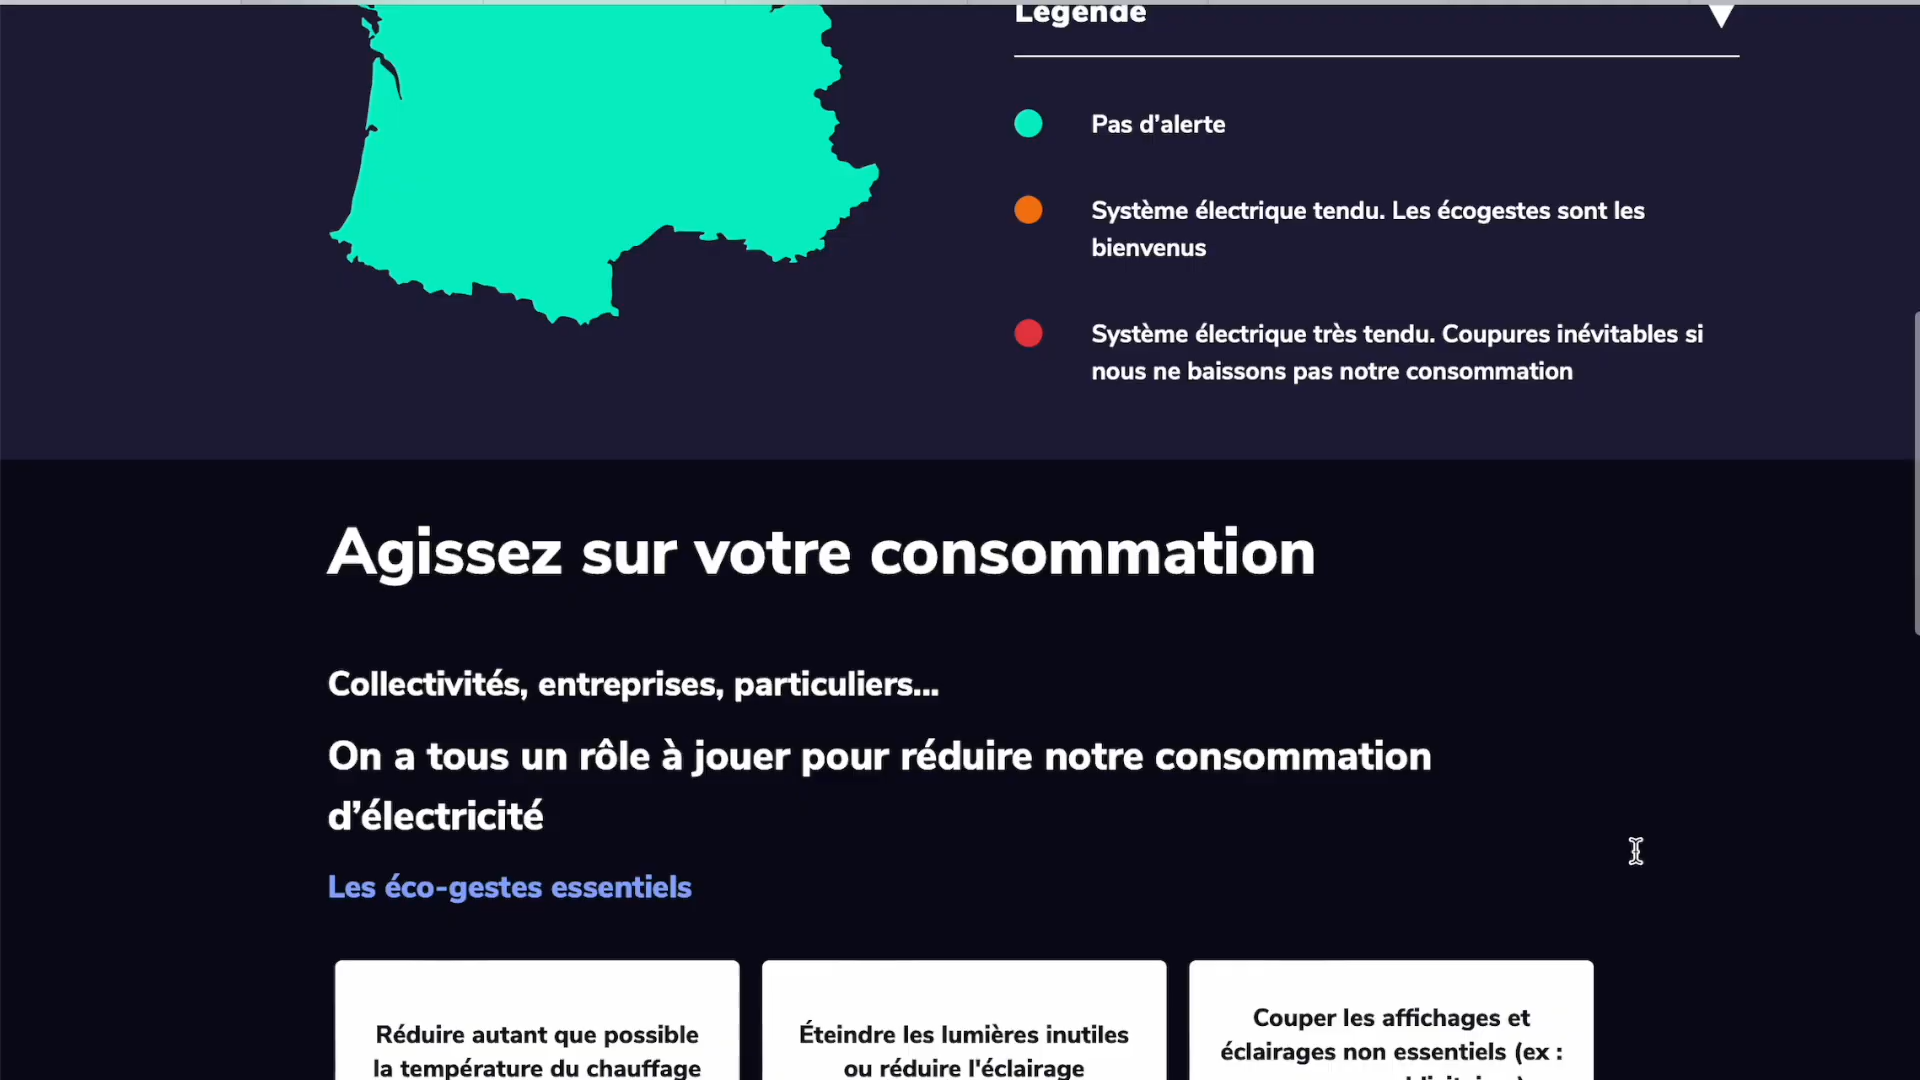 Légende
Pas d’alerte
Système électrique tendu. Les écogestes sont les
bienvenus
Système électrique très tendu. Coupures inévitables si
nous ne baissons pas notre consommation
Agissez sur votre consommation
Collectivités, entreprises, particuliers...
On a tous un rôle à jouer pour réduire notre consommation
d’électricité
Les éco-gestes essentiels
Réduire autant que possible
la température du chauffage
Éteindre les lumières inutiles
ou réduire l'éclairage
Couper les affichages et
éclairages non essentiels (ex :